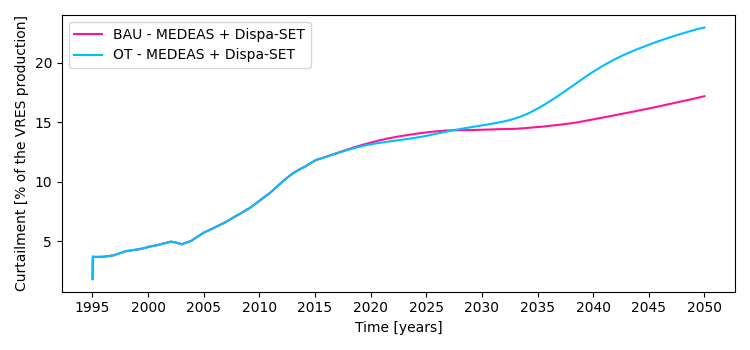 Curtailment [% of the VRES production]
BAU - MEDEAS + Dispa-SET
OT - MEDEAS + Dispa-SET
20
15
10
5
1995 2000 2005 2010 2015 2020 2025 2030 2035 2040 2045 2050
Time [years]